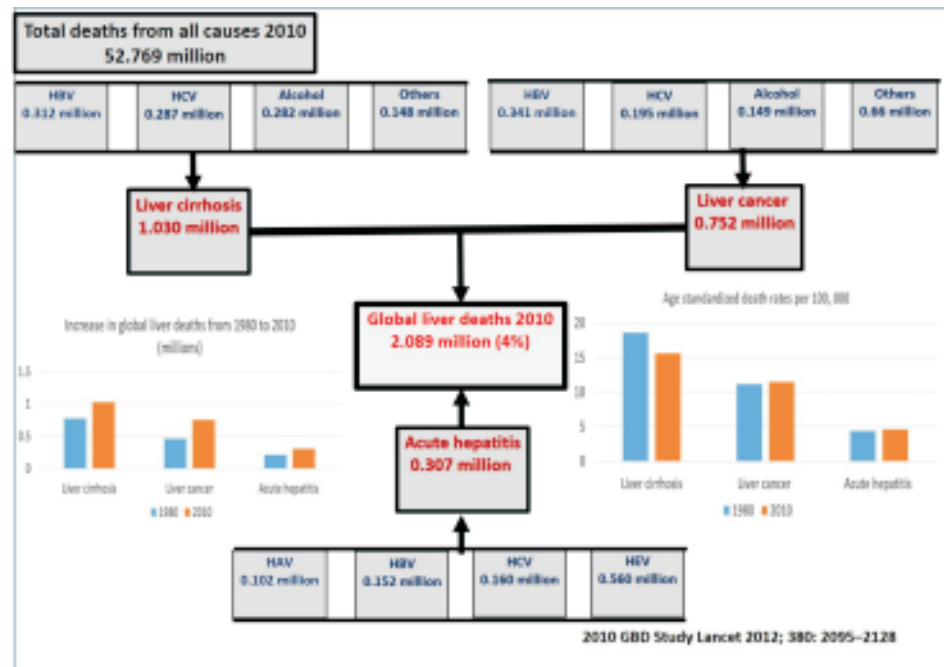 Total deaths from all causes 2010
52.769 million
HBV
0.312 million
HCV
0.287 million
Alcohol
0.282 million
Others
0.148 million
HBV
0.341 million
HCV
0.195 million
Alcohol
0.149 million
Others
0.66 million
Liver cirrhosis
1.030 million
Liver cancer
0.752 million
Global liver deaths 2010
2.089 million (4%)
Increase in global liver deaths from 1980 to 2010
(millions)
1.5
1
0.5
0
Liver cirrhosis
Liver cancer
Acute hepatitis
1980
2010
Age standardized death rates per 100, 000
20
15
10
5
0
Liver cirrhosis
Liver cancer
Acute hepatitis
1980
2010
Acute hepatitis
0.307 million
HAV
0.102 million
HBV
0.152 million
HCV
0.160 million
HEV
0.560 million
2010 GBD Study Lancet 2012; 380: 2095–2128